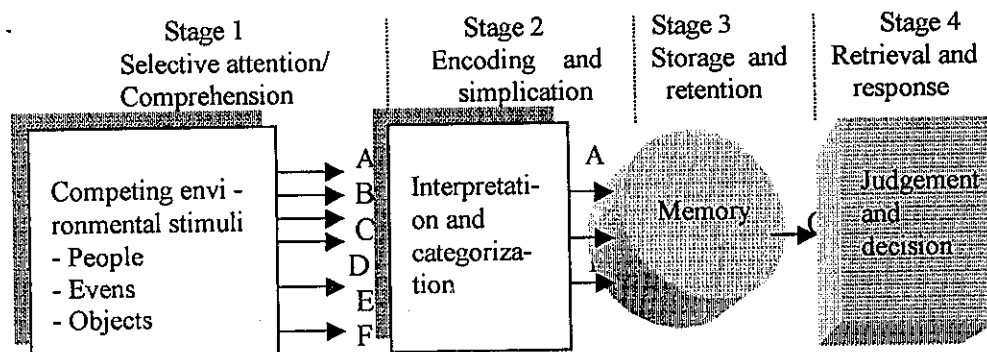 Stage 1
Selective attention/
Comprehension
Stage 2
Encoding and
simplication
Stage 3
Storage and
retention
Stage 4
Retrieval and
response
Competing envi -
ronmental stimuli
- People
- Evens
- Objects
A
B
C
D
E
F
Interpretati-
on and
categoriza-
tion
A
Memory
Judgement
and
decision